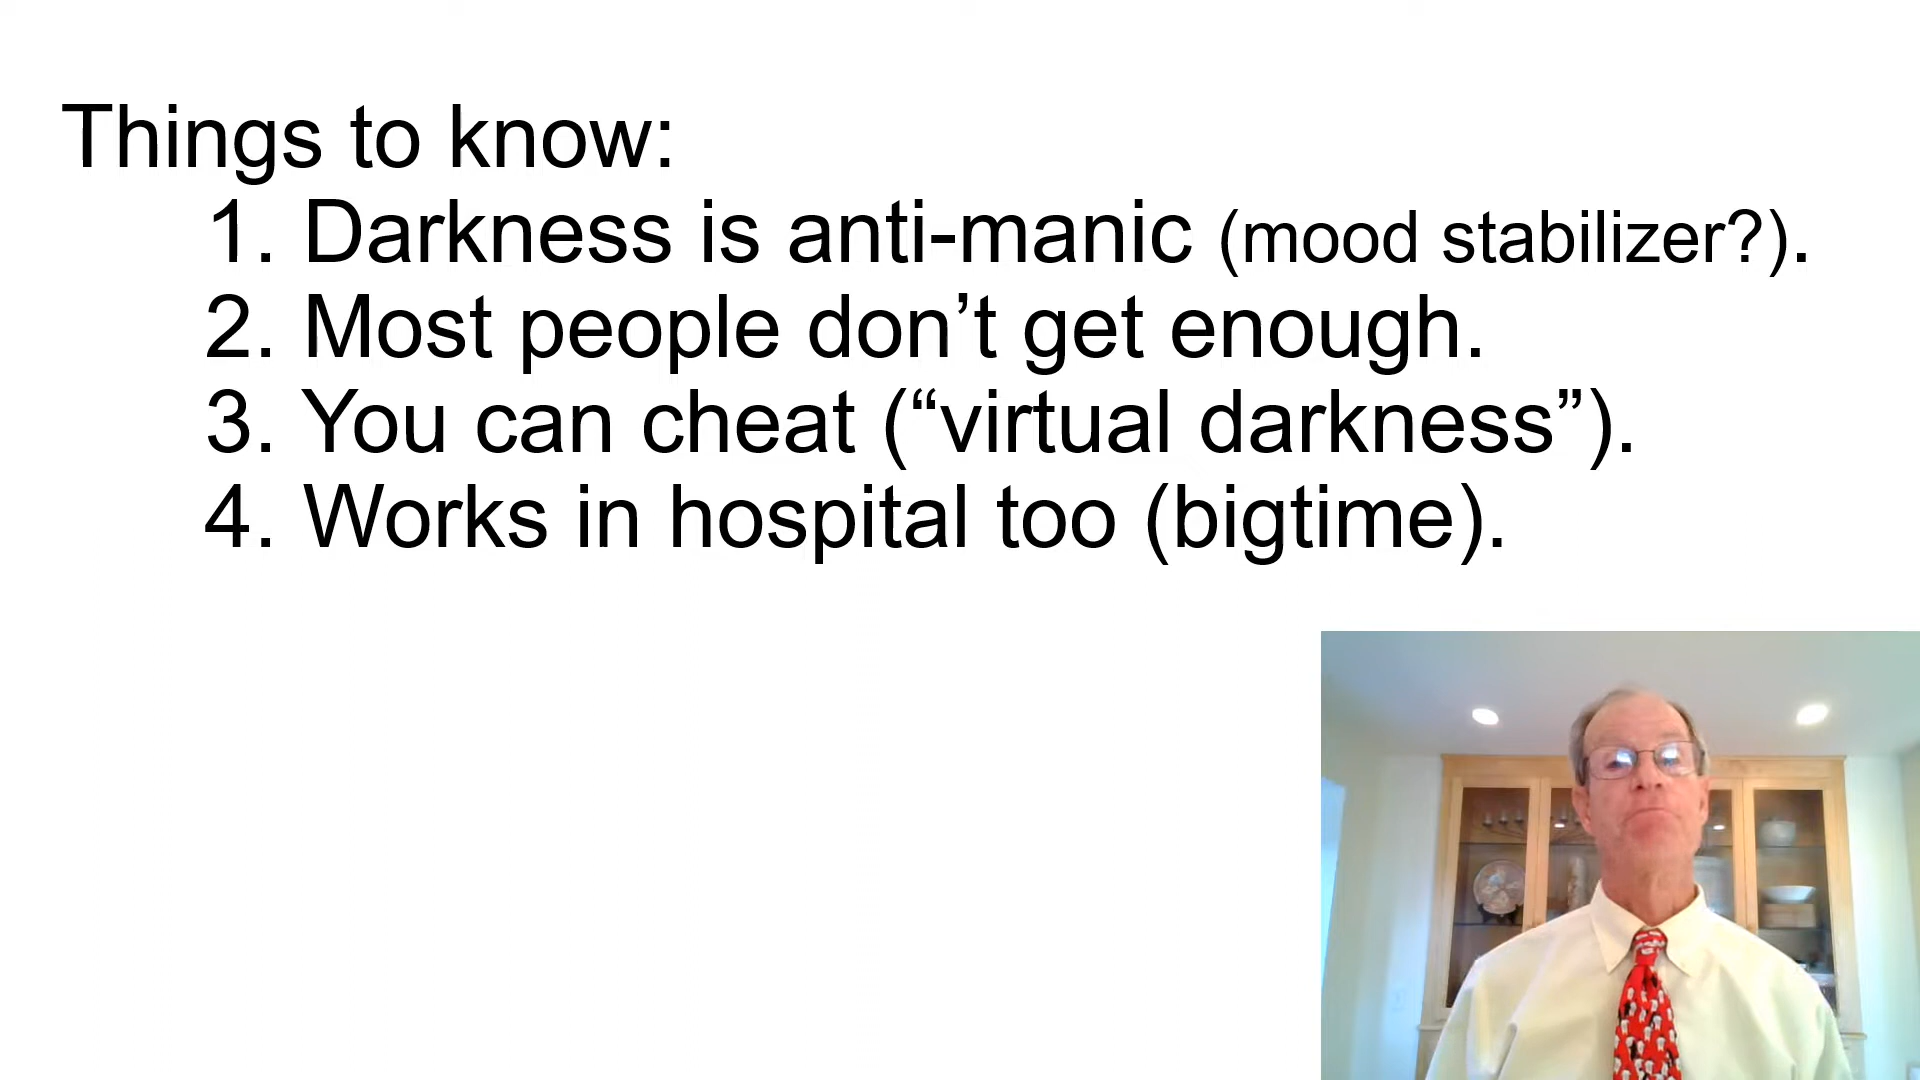 Things to know:
1. Darkness is anti-manic (mood stabilizer?).
2. Most people don’t get enough.
3. You can cheat (“virtual darkness”).
4. Works in hospital too (bigtime).